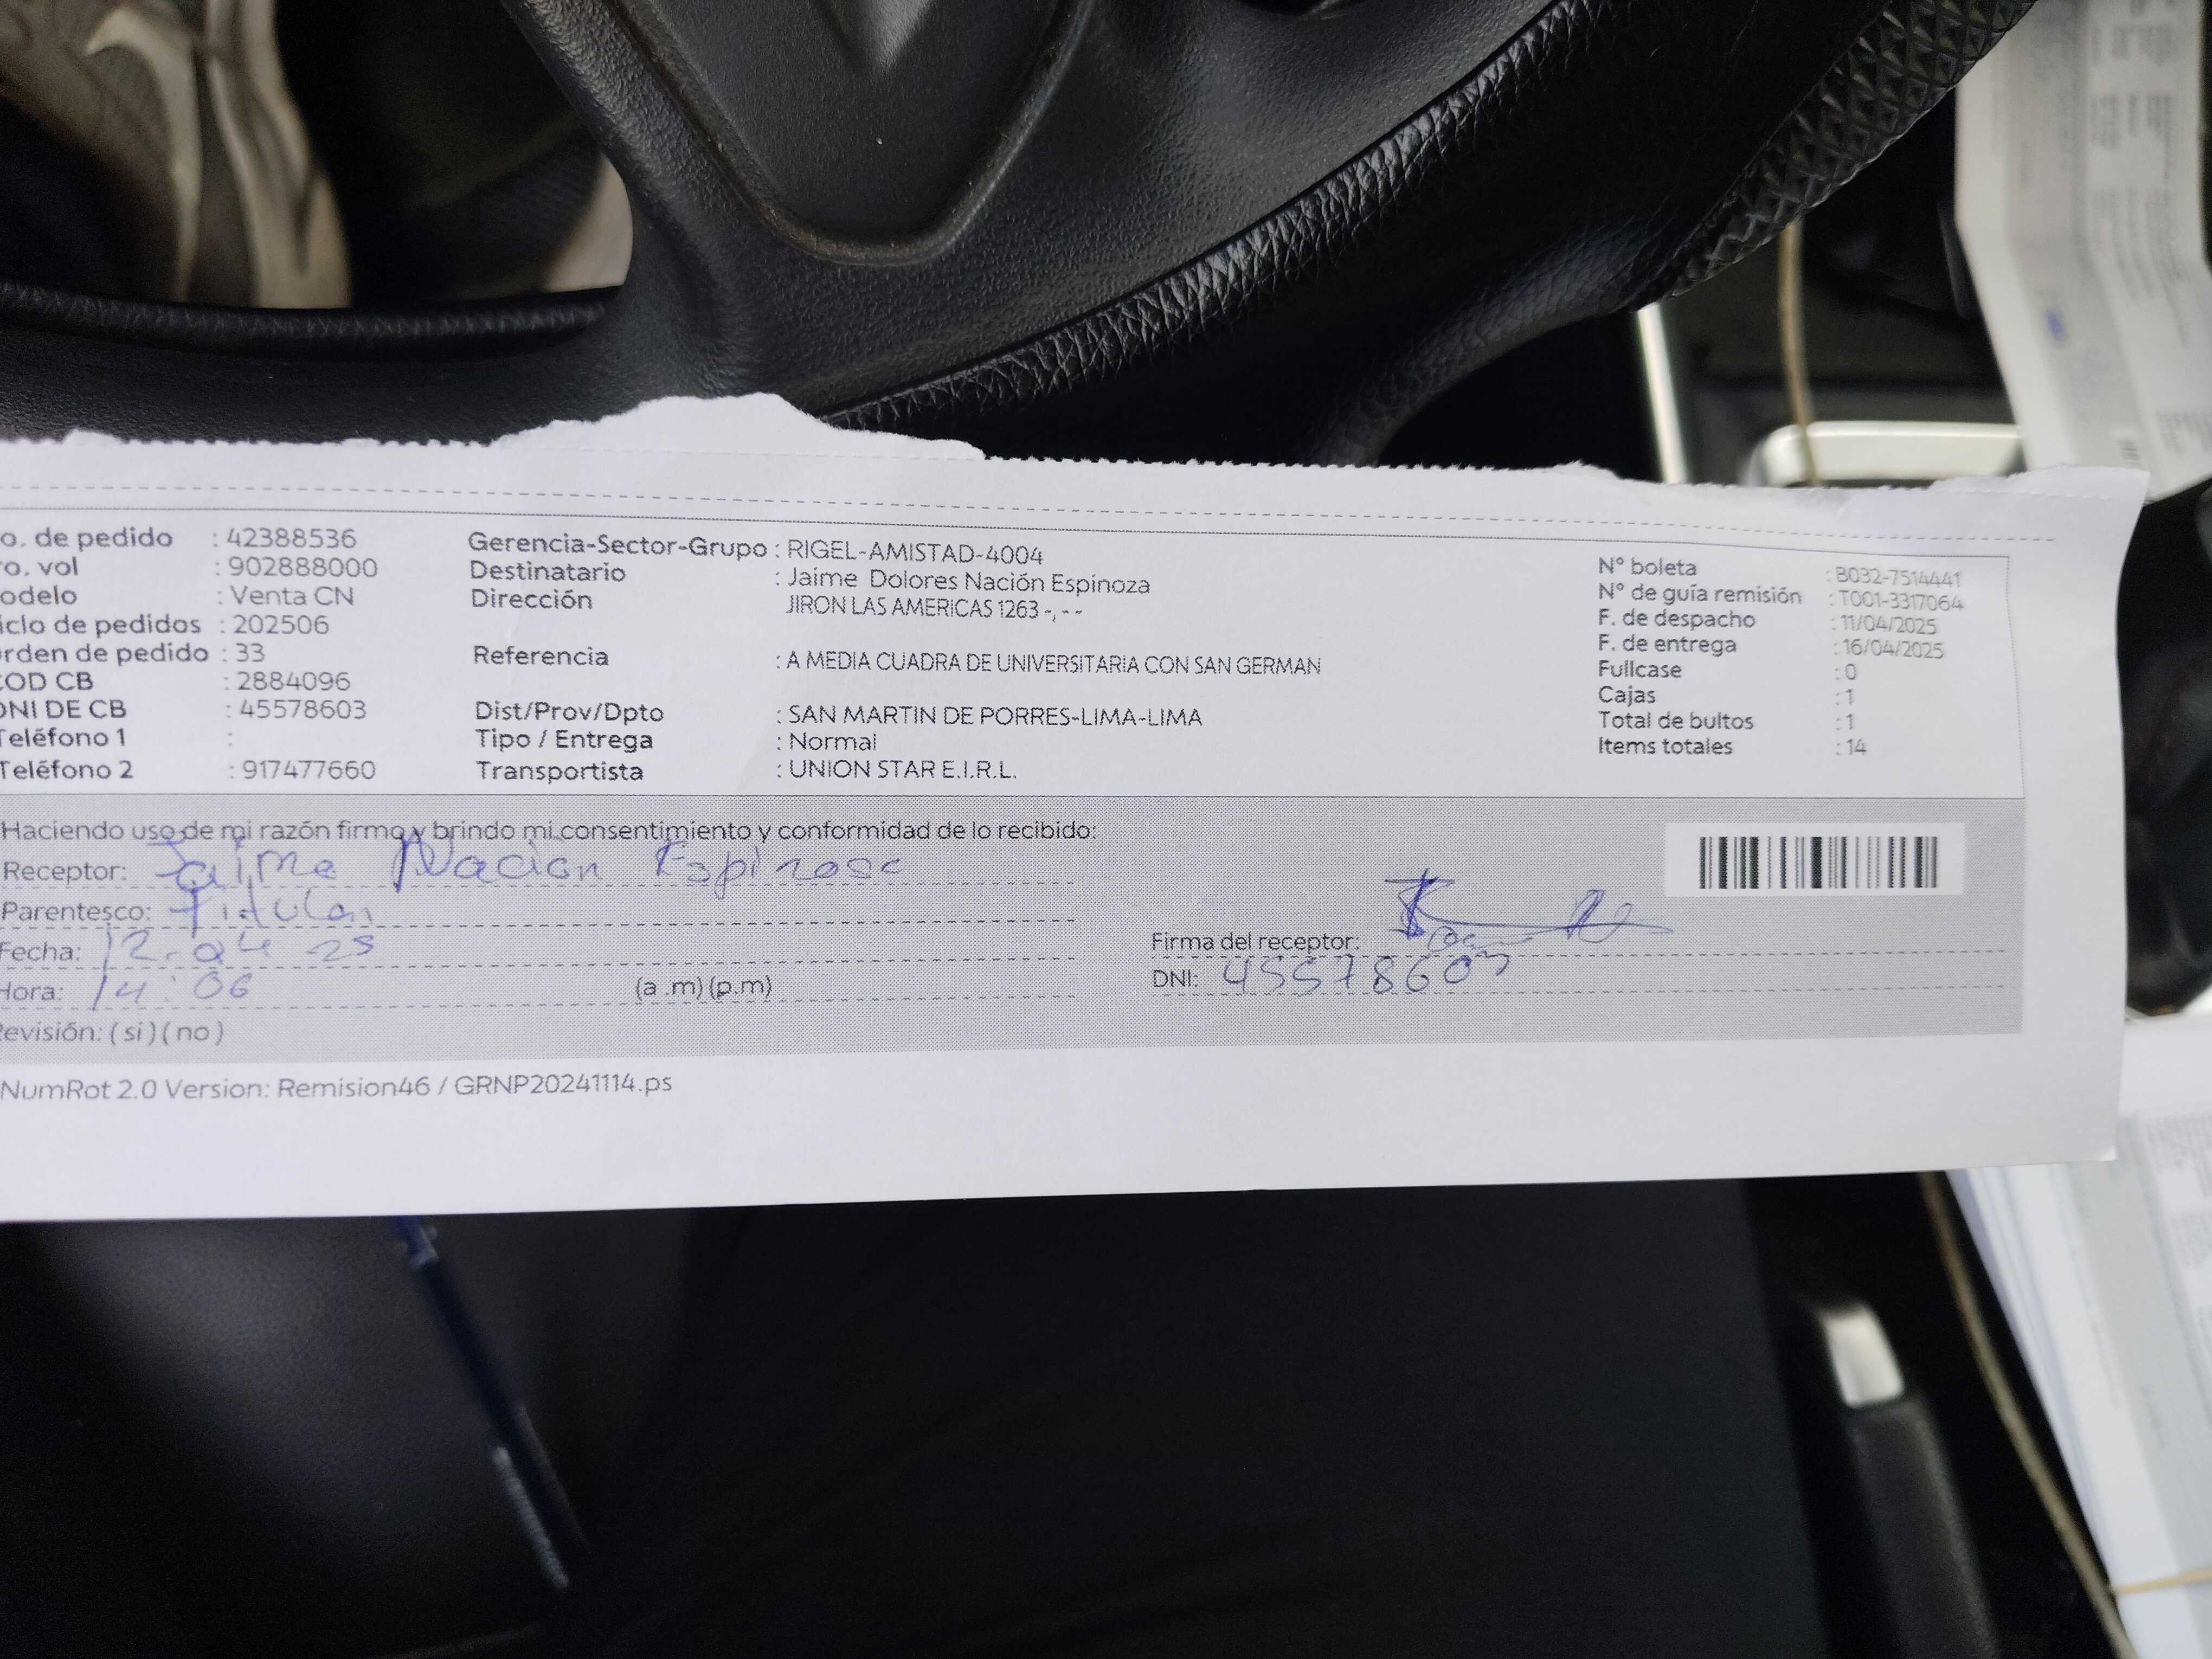 o. de pedido : 42388536
ro. vol : 902888000
odelo : Venta CN
iclo de pedidos : 202506
rden de pedido : 33
COD CB : 2884096
DNI DE CB : 45578603
Teléfono 1 :
Teléfono 2 : 917477660
Gerencia-Sector-Grupo : RIGEL-AMISTAD-4004
Destinatario : Jaime Dolores Nación Espinoza
Dirección JIRON LAS AMERICAS 1263 -, - -
Referencia : A MEDIA CUADRA DE UNIVERSITARIA CON SAN GERMAN
Dist/Prov/Dpto : SAN MARTIN DE PORRES-LIMA-LIMA
Tipo / Entrega : Normal
Transportista : UNION STAR E.I.R.L.
N° boleta : B032-7514441
N° de guía remisión : T001-3317064
F. de despacho : 11/04/2025
F. de entrega : 16/04/2025
Fullcase : 0
Cajas : 1
Total de bultos : 1
Items totales : 14
Haciendo uso de mi razón firmo y brindo mi consentimiento y conformidad de lo recibido:
Receptor: Jaime Nacion Espinosa
Parentesco: Titular
Fecha: 12-04-25
Hora: 14:06 (a .m) (p.m)
Revisión: ( si ) ( no )
Firma del receptor:
DNI: 45578603
NumRot 2.0 Version: Remision46 / GRNP20241114.ps